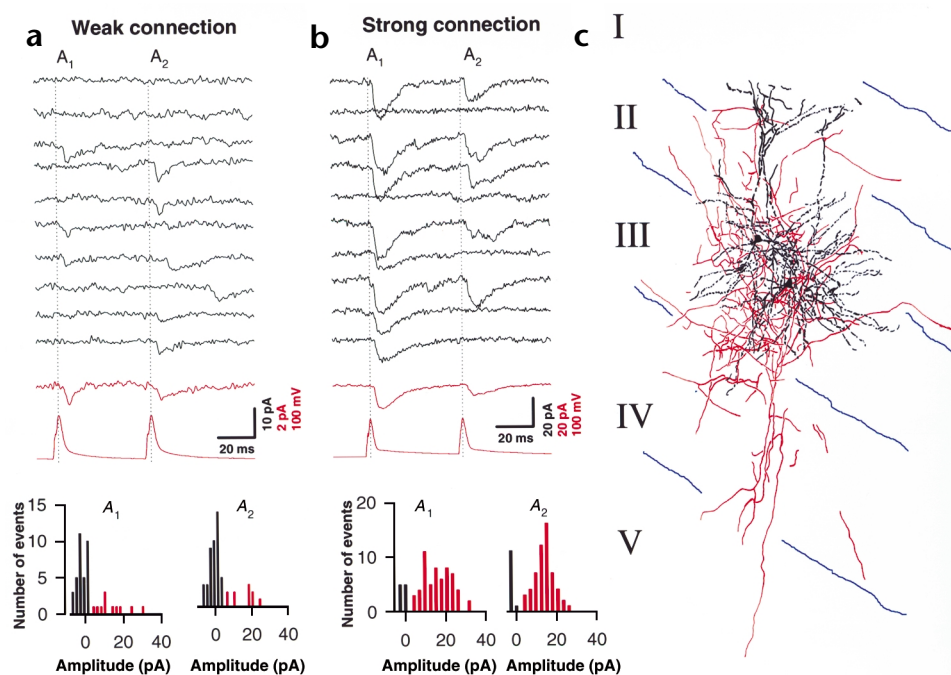 a
Weak connection
A1
A2
10 pA
2 pA
100 mV
20 ms
b
Strong connection
A1
A2
20 pA
20 pA
100 mV
20 ms
c
I
II
III
IV
V
Number of events
15
10
5
0
A1
A2
0
20
40
0
20
40
Amplitude (pA)
Amplitude (pA)
Number of events
20
10
0
A1
A2
0
20
40
0
20
40
Amplitude (pA)
Amplitude (pA)